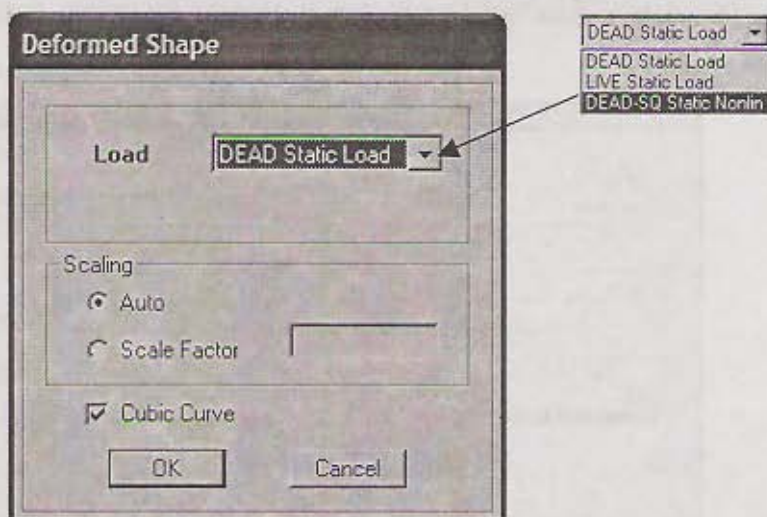 Deformed Shape
Load
DEAD Static Load
DEAD Static Load
DEAD Static Load
LIVE Static Load
DEAD-SQ Static Nonlin
Scaling
Auto
Scale Factor
Cubic Curve
OK
Cancel